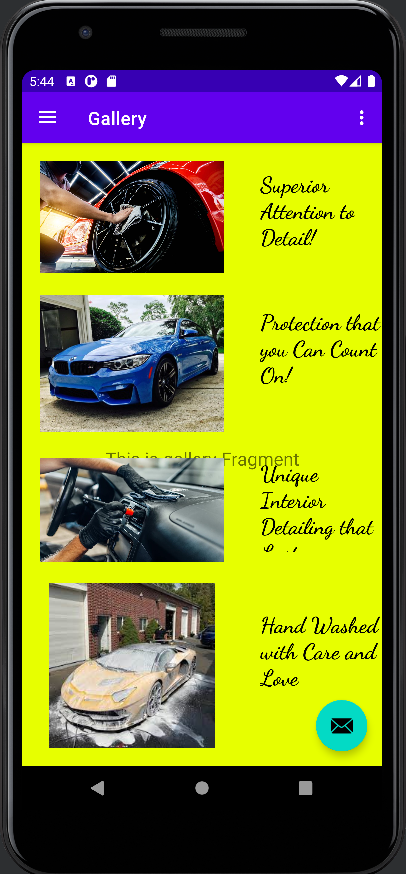 5:44
Gallery
Superior
Attention to
Detail!
Protection that
you Can Count
On!
This is gallery Fragment
Unique
Interior
Detailing that
Hand Washed
with Care and
Love